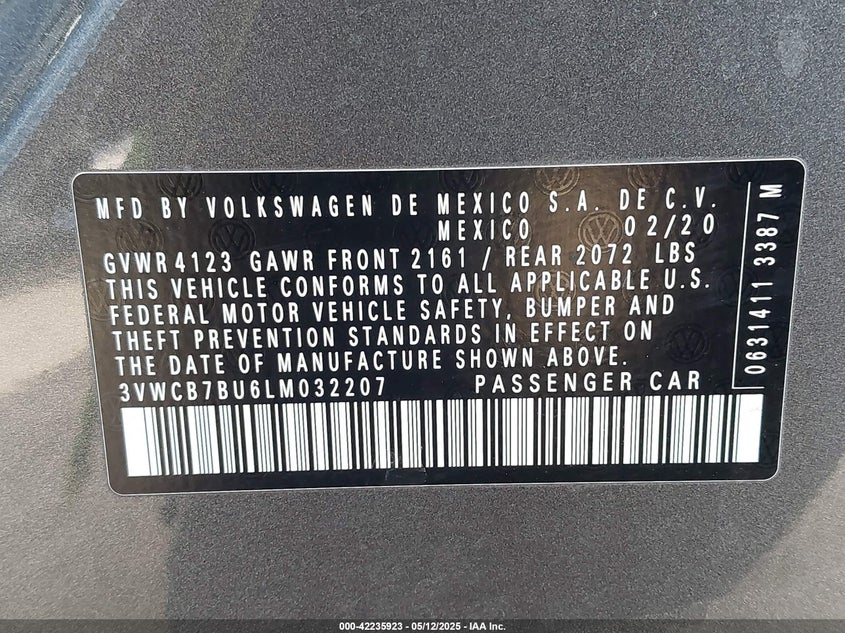 MFD BY VOLKSWAGEN DE MEXICO S.A. DE C.V.
MEXICO 02/20
GVWR 4123 GAWR FRONT 2161 / REAR 2072 LBS
THIS VEHICLE CONFORMS TO ALL APPLICABLE U.S.
FEDERAL MOTOR VEHICLE SAFETY, BUMPER AND
THEFT PREVENTION STANDARDS IN EFFECT ON
THE DATE OF MANUFACTURE SHOWN ABOVE.
3VWCB7BU6LM032207 PASSENGER CAR
0631411 3387 M
000-42235923 - 05/12/2025 - IAA Inc.